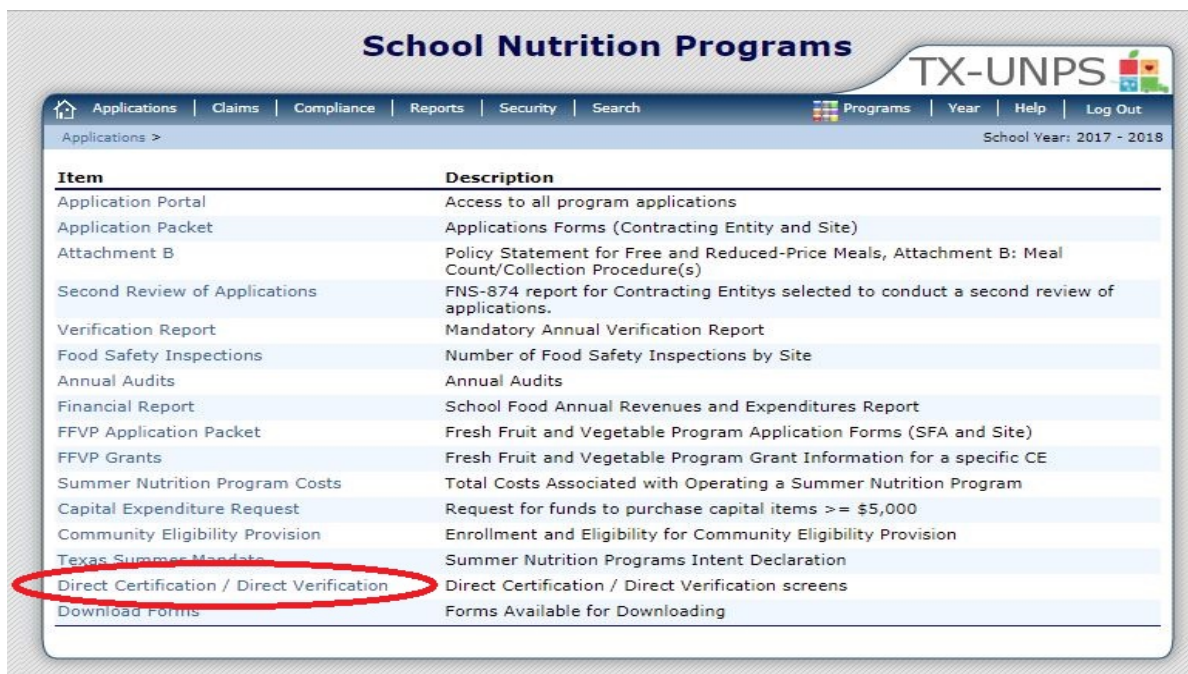 School Nutrition Programs
TX-UNPS
Applications | Claims | Compliance | Reports | Security | Search Programs | Year | Help | Log Out
Applications > School Year: 2017 - 2018
Item Description
Application Portal Access to all program applications
Application Packet Applications Forms (Contracting Entity and Site)
Attachment B Policy Statement for Free and Reduced-Price Meals, Attachment B: Meal
Count/Collection Procedure(s)
Second Review of Applications FNS-874 report for Contracting Entitys selected to conduct a second review of
applications.
Verification Report Mandatory Annual Verification Report
Food Safety Inspections Number of Food Safety Inspections by Site
Annual Audits Annual Audits
Financial Report School Food Annual Revenues and Expenditures Report
FFVP Application Packet Fresh Fruit and Vegetable Program Application Forms (SFA and Site)
FFVP Grants Fresh Fruit and Vegetable Program Grant Information for a specific CE
Summer Nutrition Program Costs Total Costs Associated with Operating a Summer Nutrition Program
Capital Expenditure Request Request for funds to purchase capital items >= $5,000
Community Eligibility Provision Enrollment and Eligibility for Community Eligibility Provision
Texas Summer Mandate Summer Nutrition Programs Intent Declaration
Direct Certification / Direct Verification Direct Certification / Direct Verification screens
Download Forms Forms Available for Downloading